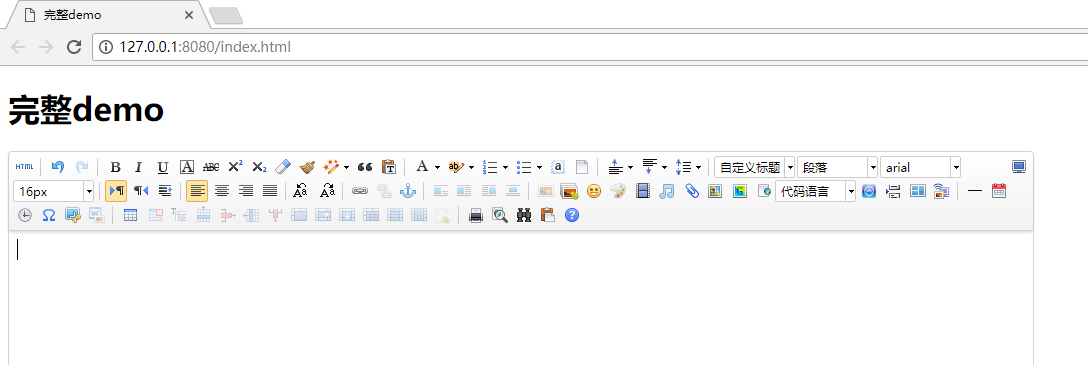 完整demo
127.0.0.1:8080/index.html
完整demo
HTML B I U A ABC X² X₂ A ab a 自定义标题 段落 arial
16px 代码语言